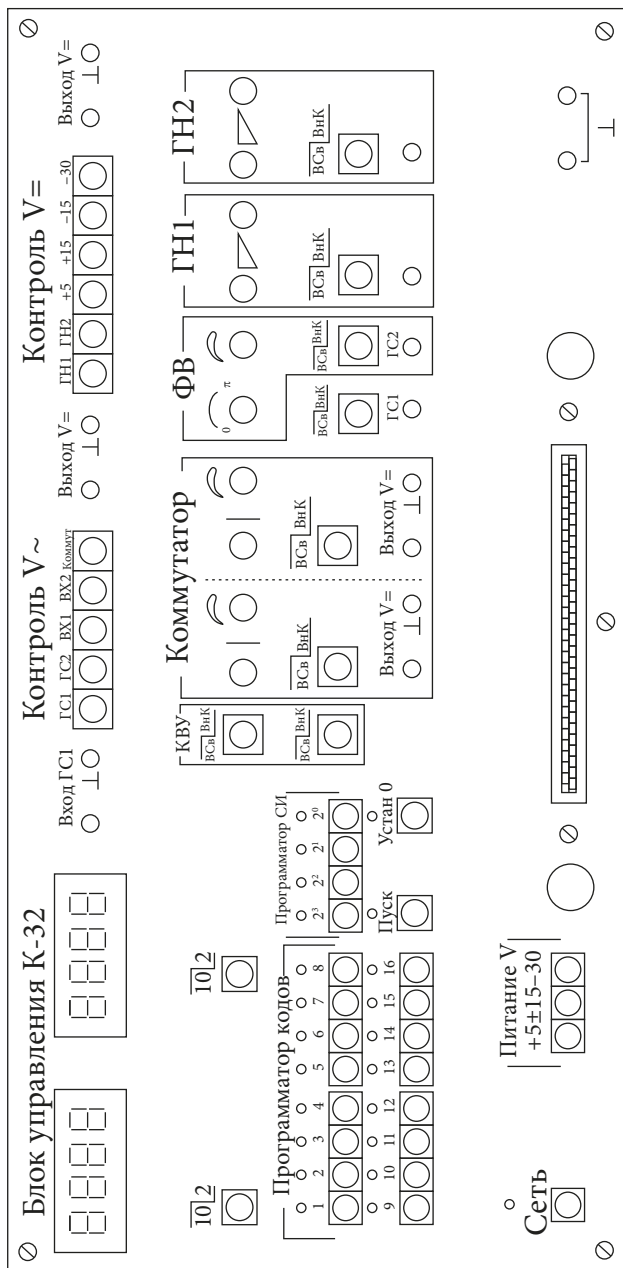 Блок управления К-32
Вход ГС1
Контроль V~
ГС1 ГС2 ВХ1 ВХ2 Коммут
Выход V=
Контроль V=
ГН1 ГН2 +5 +15 –15 –30
Выход V=
10 2
10 2
Программатор кодов
1 2 3 4 5 6 7 8
9 10 11 12 13 14 15 16
Программатор СИ
2³ 2² 2¹ 2⁰
Пуск
Устан 0
КВУ
ВСв ВнК
ВСв ВнК
Коммутатор
ВСв ВнК
Выход V=
ВСв ВнК
Выход V=
ФВ
0 π
ВСв ВнК
ГС1
ВСв ВнК
ГС2
ГН1
ВСв ВнК
ГН2
ВСв ВнК
Сеть
Питание V
+5±15–30